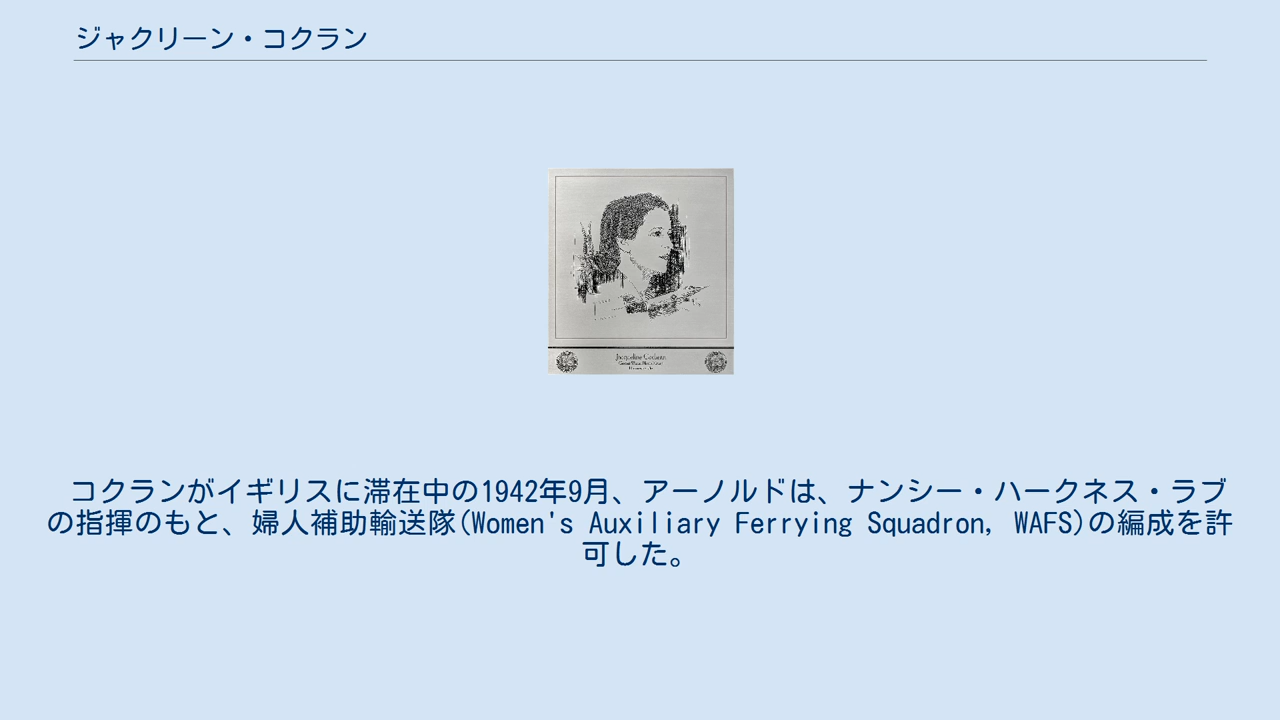 ジャクリーン・コクラン
Jacqueline Cochran
コクランがイギリスに滞在中の1942年9月、アーノルドは、ナンシー・ハークネス・ラブ
の指揮のもと、婦人補助輸送隊(Women's Auxiliary Ferrying Squadron, WAFS)の編成を許
可した。